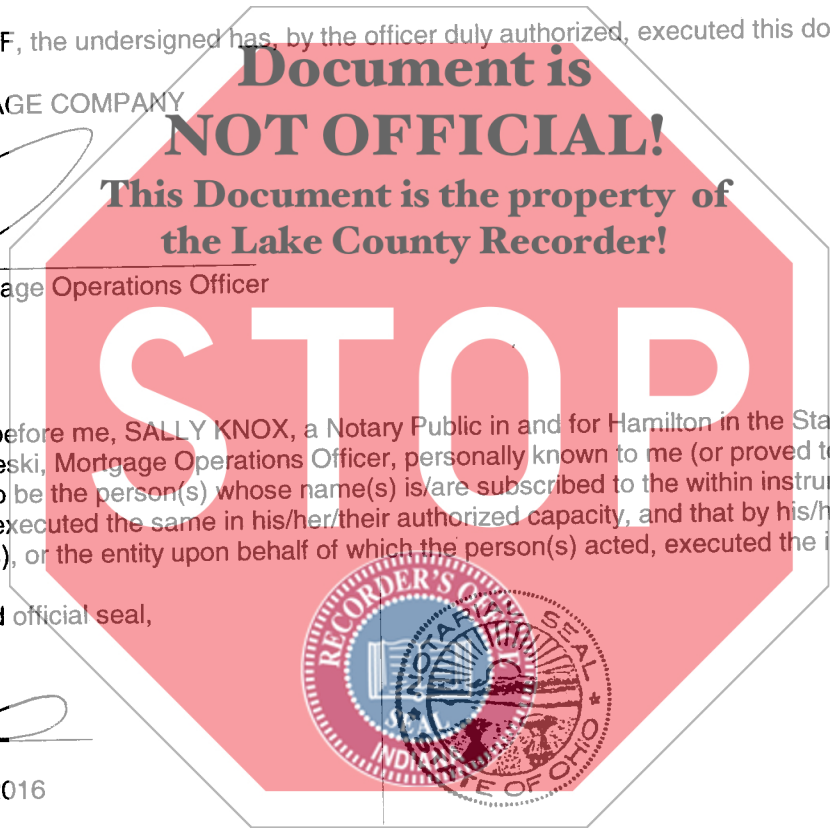 F, the undersigned has, by the officer duly authorized, executed this do
Document is
AGE COMPANY
NOT OFFICIAL!
This Document is the property of
the Lake County Recorder!
age Operations Officer
STOP
before me, SALLY KNOX, a Notary Public in and for Hamilton in the Sta
eski, Mortgage Operations Officer, personally known to me (or proved to
o be the person(s) whose name(s) is/are subscribed to the within instru
executed the same in his/her/their authorized capacity, and that by his/h
), or the entity upon behalf of which the person(s) acted, executed the i
d official seal,
RECORDER'S
SEAL
INDIANA
NOTARIAL SEAL
STATE OF OHIO
2016